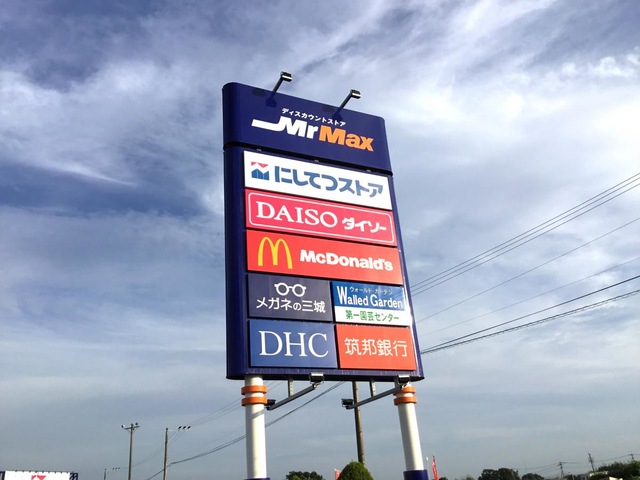 ディスカウントストア
MrMax
にしてつストア
DAISO ダイソー
McDonald's
メガネの三城
ウォールド ガーデン
Walled Garden
第一園芸センター
DHC
筑邦銀行